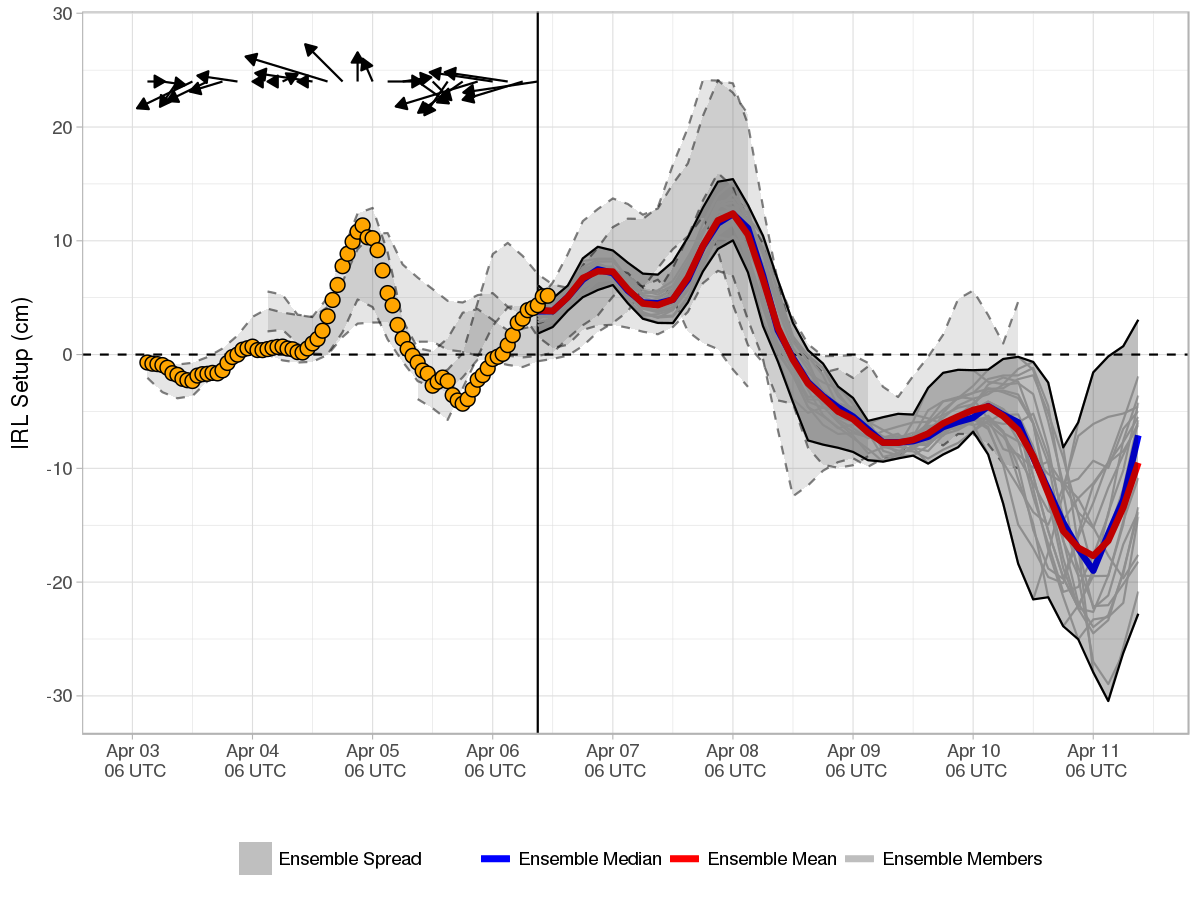 30
20
10
0
-10
-20
-30
IRL Setup (cm)
Apr 03
06 UTC
Apr 04
06 UTC
Apr 05
06 UTC
Apr 06
06 UTC
Apr 07
06 UTC
Apr 08
06 UTC
Apr 09
06 UTC
Apr 10
06 UTC
Apr 11
06 UTC
Ensemble Spread
Ensemble Median
Ensemble Mean
Ensemble Members